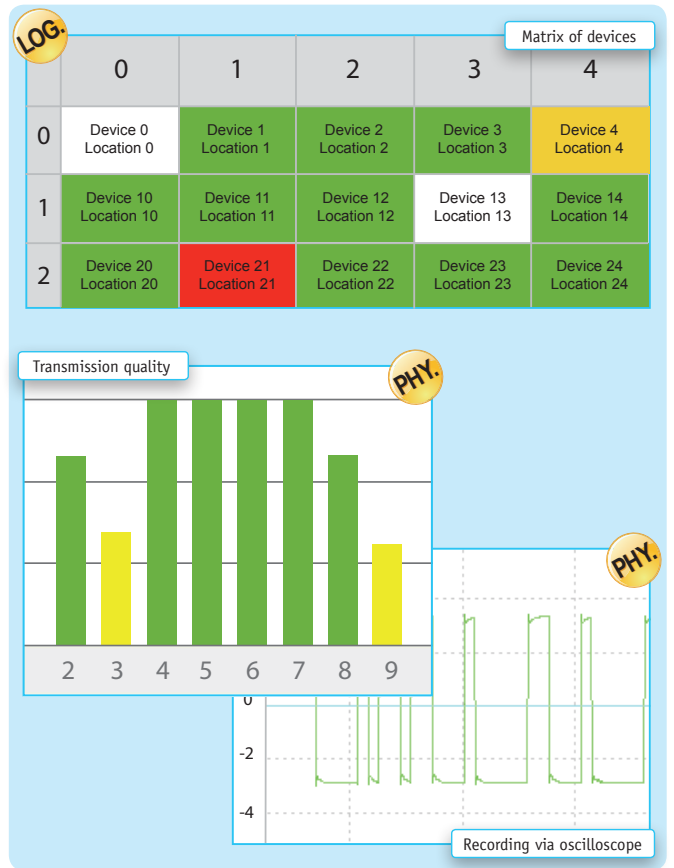 LOG.
Matrix of devices
0 1 2 3 4
0
Device 0 Device 1 Device 2 Device 3 Device 4
Location 0 Location 1 Location 2 Location 3 Location 4
1
Device 10 Device 11 Device 12 Device 13 Device 14
Location 10 Location 11 Location 12 Location 13 Location 14
2
Device 20 Device 21 Device 22 Device 23 Device 24
Location 20 Location 21 Location 22 Location 23 Location 24
Transmission quality
PHY.
2 3 4 5 6 7 8 9
PHY.
0
-2
-4
Recording via oscilloscope